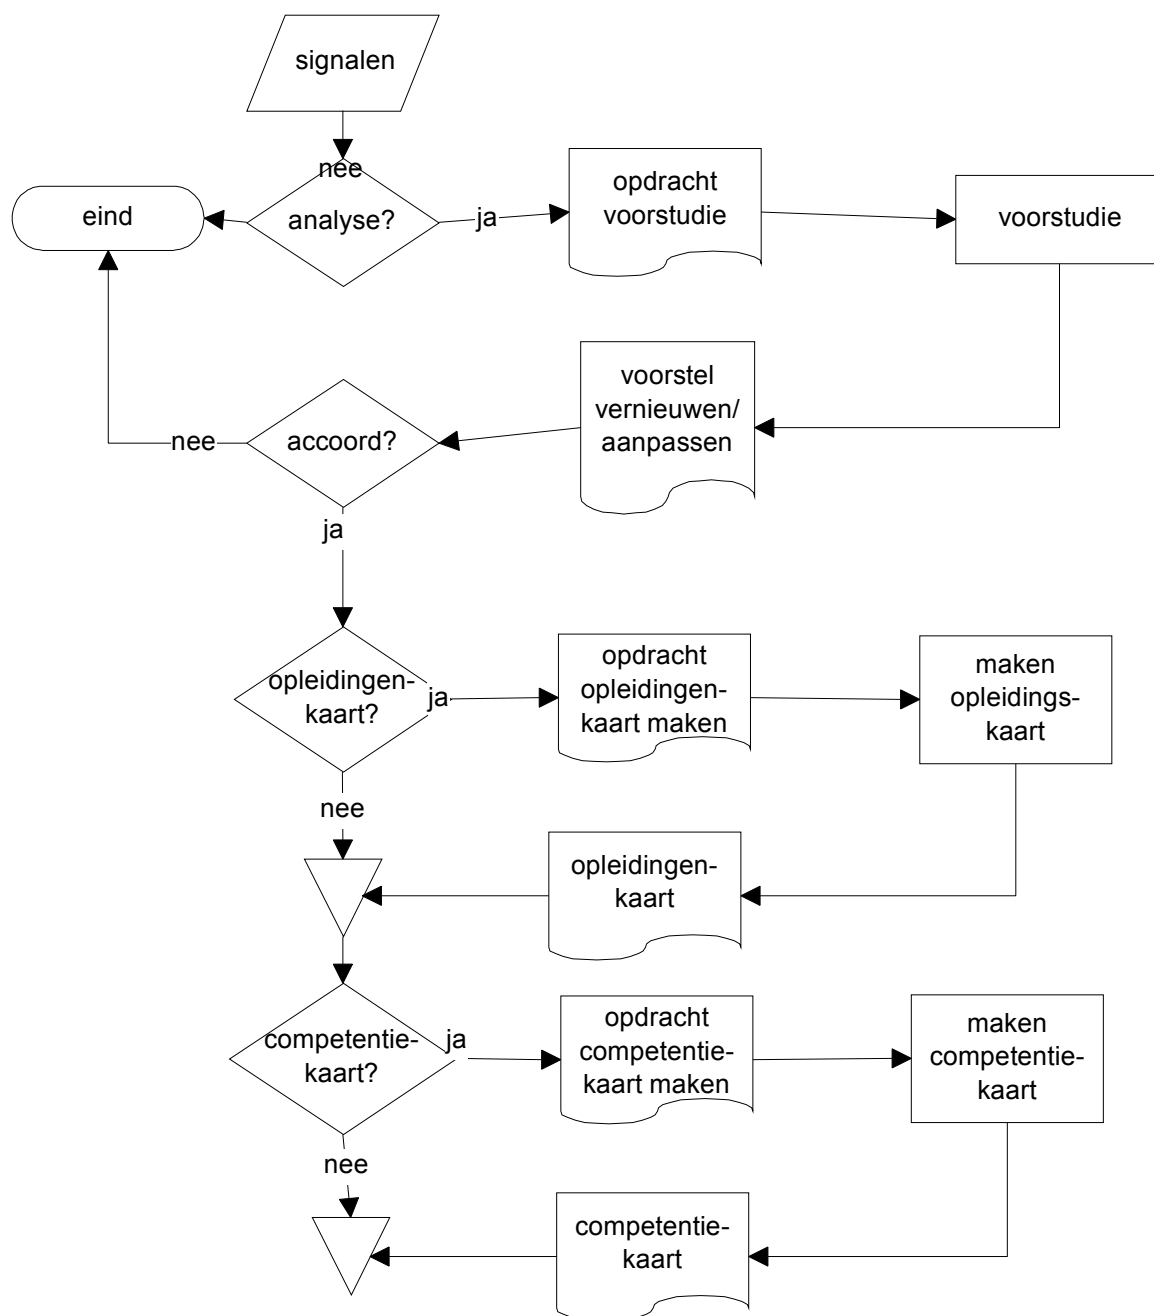 signalen
nee
eind
analyse?
ja
opdracht
voorstudie
voorstudie
voorstel
vernieuwen/
aanpassen
accoord?
nee
ja
opleidingen-
kaart?
ja
opdracht
opleidingen-
kaart maken
maken
opleidings-
kaart
nee
opleidingen-
kaart
competentie-
kaart?
ja
opdracht
competentie-
kaart maken
maken
competentie-
kaart
nee
competentie-
kaart